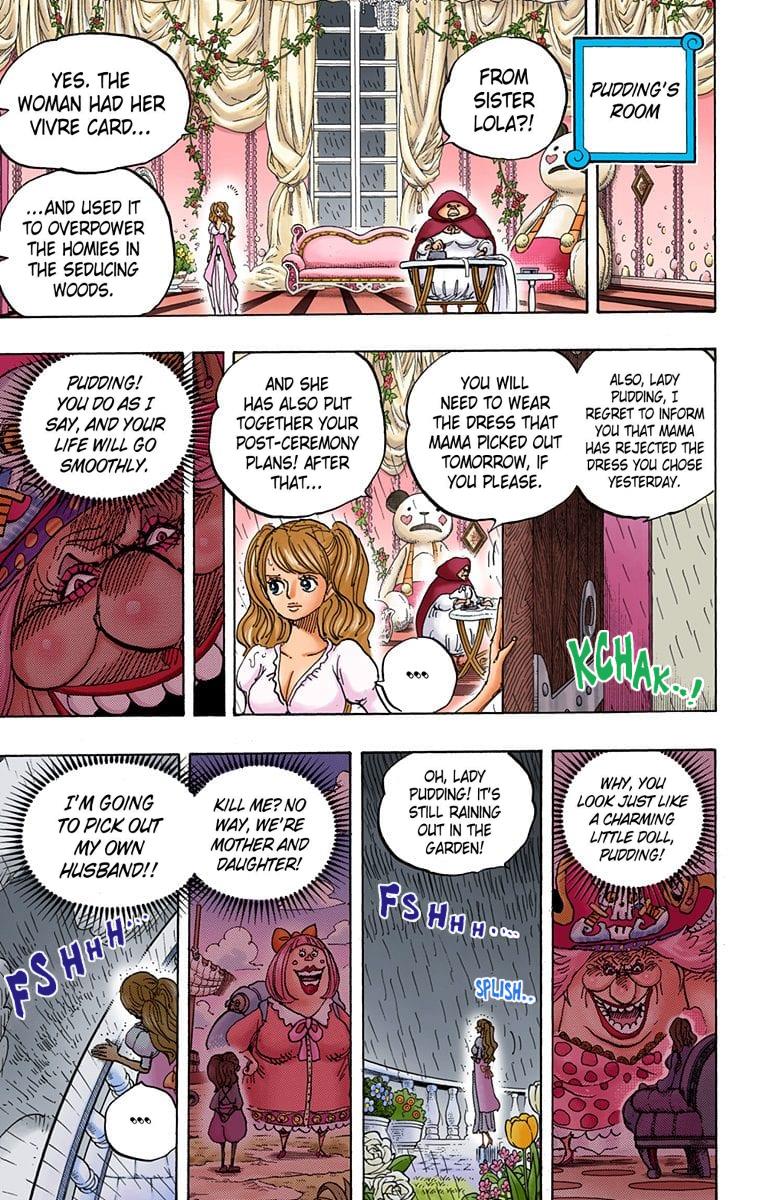 PUDDING'S
ROOM
FROM
SISTER
LOLA?!
YES. THE
WOMAN HAD HER
VIVRE CARD...
...AND USED IT
TO OVERPOWER
THE HOMIES IN
THE SEDUCING
WOODS.
ALSO, LADY
PUDDING, I
REGRET TO INFORM
YOU THAT MAMA
HAS REJECTED THE
DRESS YOU CHOSE
YESTERDAY.
YOU WILL
NEED TO WEAR
THE DRESS THAT
MAMA PICKED OUT
TOMORROW, IF
YOU PLEASE.
AND SHE
HAS ALSO PUT
TOGETHER YOUR
POST-CEREMONY
PLANS! AFTER
THAT...
...
KCHAK..!
PUDDING!
YOU DO AS I
SAY, AND YOUR
LIFE WILL GO
SMOOTHLY.
WHY, YOU
LOOK JUST LIKE
A CHARMING
LITTLE DOLL,
PUDDING!
OH, LADY
PUDDING! IT'S
STILL RAINING
OUT IN THE
GARDEN!
FSHHH.....
SPLISH..
KILL ME? NO
WAY, WE'RE
MOTHER AND
DAUGHTER!
I'M GOING
TO PICK OUT
MY OWN
HUSBAND!!
FSHHH...
...